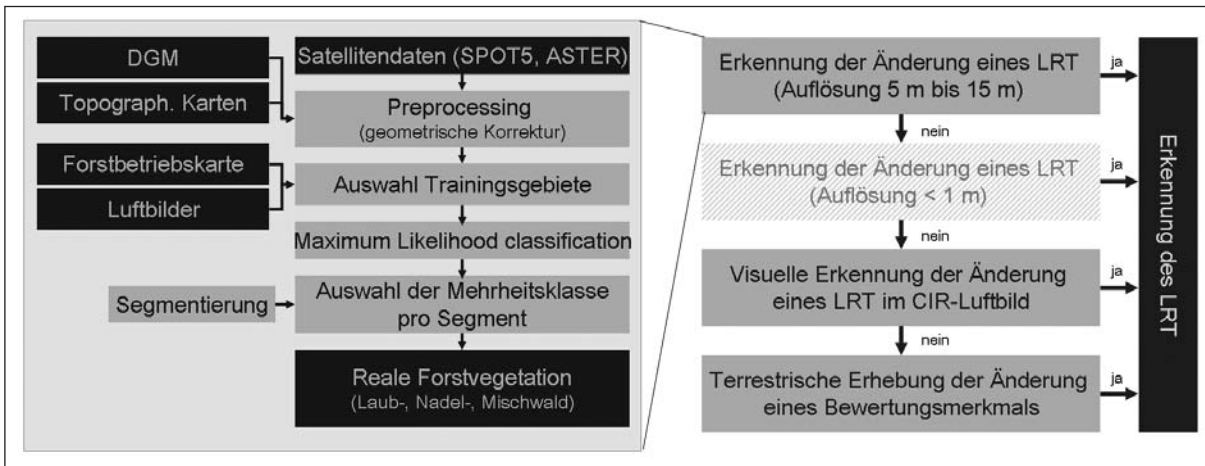 DGM
Topograph. Karten
Forstbetriebskarte
Luftbilder
Segmentierung
Satellitendaten (SPOT5, ASTER)
Preprocessing
(geometrische Korrektur)
Auswahl Trainingsgebiete
Maximum Likelihood classification
Auswahl der Mehrheitsklasse
pro Segment
Reale Forstvegetation
(Laub-, Nadel-, Mischwald)
Erkennung der Änderung eines LRT
(Auflösung 5 m bis 15 m)
ja
nein
Erkennung der Änderung eines LRT
(Auflösung < 1 m)
ja
nein
Visuelle Erkennung der Änderung
eines LRT im CIR-Luftbild
ja
nein
Terrestrische Erhebung der Änderung
eines Bewertungsmerkmals
ja
Erkennung des LRT